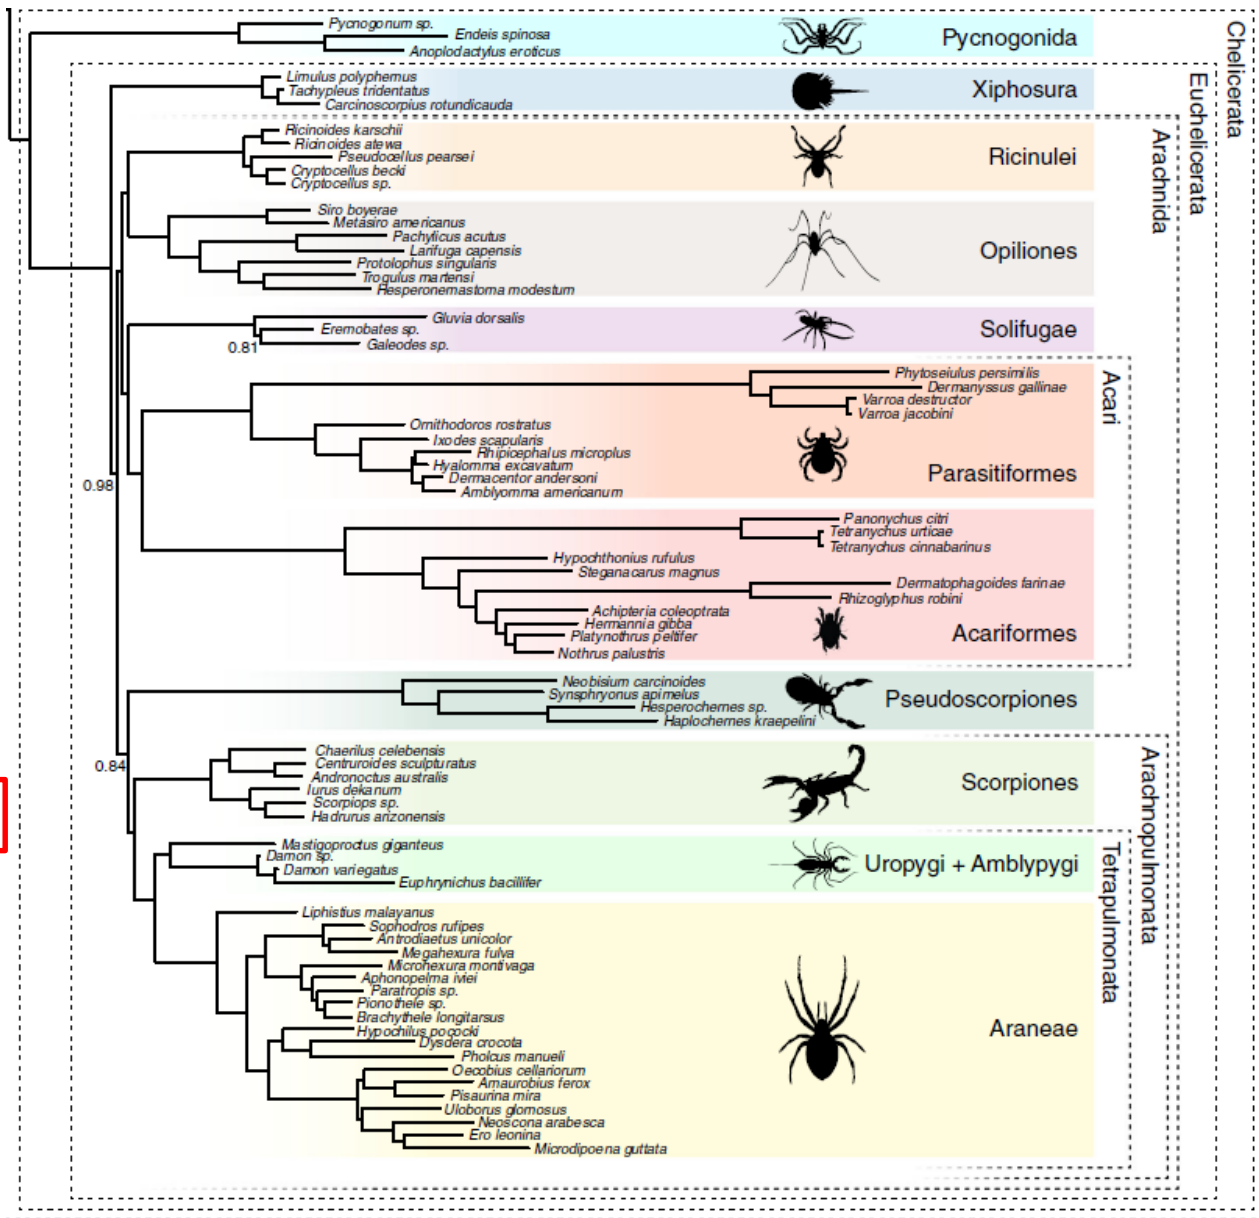 Pycnogonum sp.
Endeis spinosa
Anoplodactylus eroticus
Pycnogonida
Chelicerata
Limulus polyphemus
Tachypleus tridentatus
Carcinoscorpius rotundicauda
Xiphosura
Euchelicerata
Ricinoides karschii
Ricinoides atewa
Pseudocellus pearsei
Cryptocellus becki
Cryptocellus sp.
Ricinulei
Arachnida
Siro boyerae
Metasiro americanus
Pachylicus acutus
Larifuga capensis
Protolophus singularis
Trogulus martensi
Hesperonemastoma modestum
Opiliones
Gluvia dorsalis
Eremobates sp.
Galeodes sp.
0.81
Solifugae
Acari
Phytoseiulus persimilis
Dermanyssus gallinae
Varroa destructor
Varroa jacobini
Ornithodoros rostratus
Ixodes scapularis
Rhipicephalus microplus
Hyalomma excavatum
Dermacentor andersoni
Amblyomma americanum
Parasitiformes
0.98
Panonychus citri
Tetranychus urticae
Tetranychus cinnabarinus
Hypochthonius rufulus
Steganacarus magnus
Dermatophagoides farinae
Rhizoglyphus robini
Achipteria coleoptrata
Hermannia gibba
Platynothrus peltifer
Nothrus palustris
Acariformes
Neobisium carcinoides
Synsphryonus apimelus
Hesperochernes sp.
Haplochernes kraepelini
Pseudoscorpiones
0.84
Chaerilus celebensis
Centruroides sculpturatus
Andronoctus australis
Iurus dekanum
Scorpiops sp.
Hadrurus arizonensis
Scorpiones
Arachnopulmonata
Mastigoproctus giganteus
Damon sp.
Damon variegatus
Euphrynichus bacillifer
Uropygi + Amblypygi
Tetrapulmonata
Liphistius malayanus
Sophodros rufipes
Antrodiaetus unicolor
Megahexura fulva
Microhexura montivaga
Aphonopelma iviei
Paratropis sp.
Pionothele sp.
Brachythele longitarsus
Hypochilus pococki
Dysdera crocota
Pholcus manueli
Oecobius cellariorum
Amaurobius ferox
Pisaurina mira
Uloborus glomosus
Neoscona arabesca
Ero leonina
Microdipoena guttata
Araneae